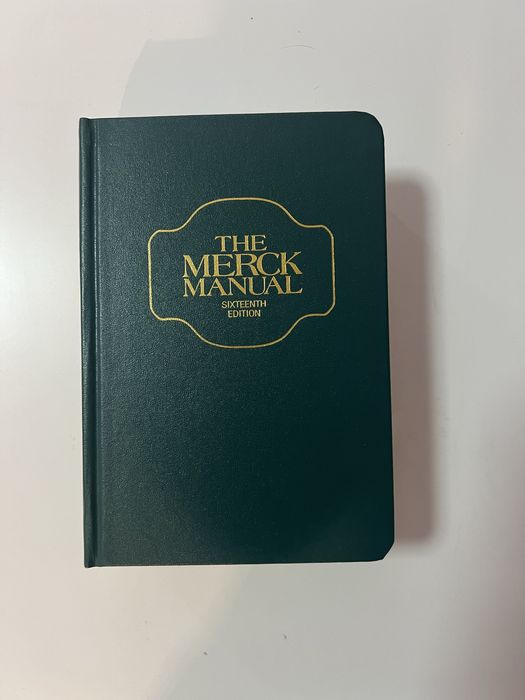 THE
MERCK
MANUAL
SIXTEENTH
EDITION